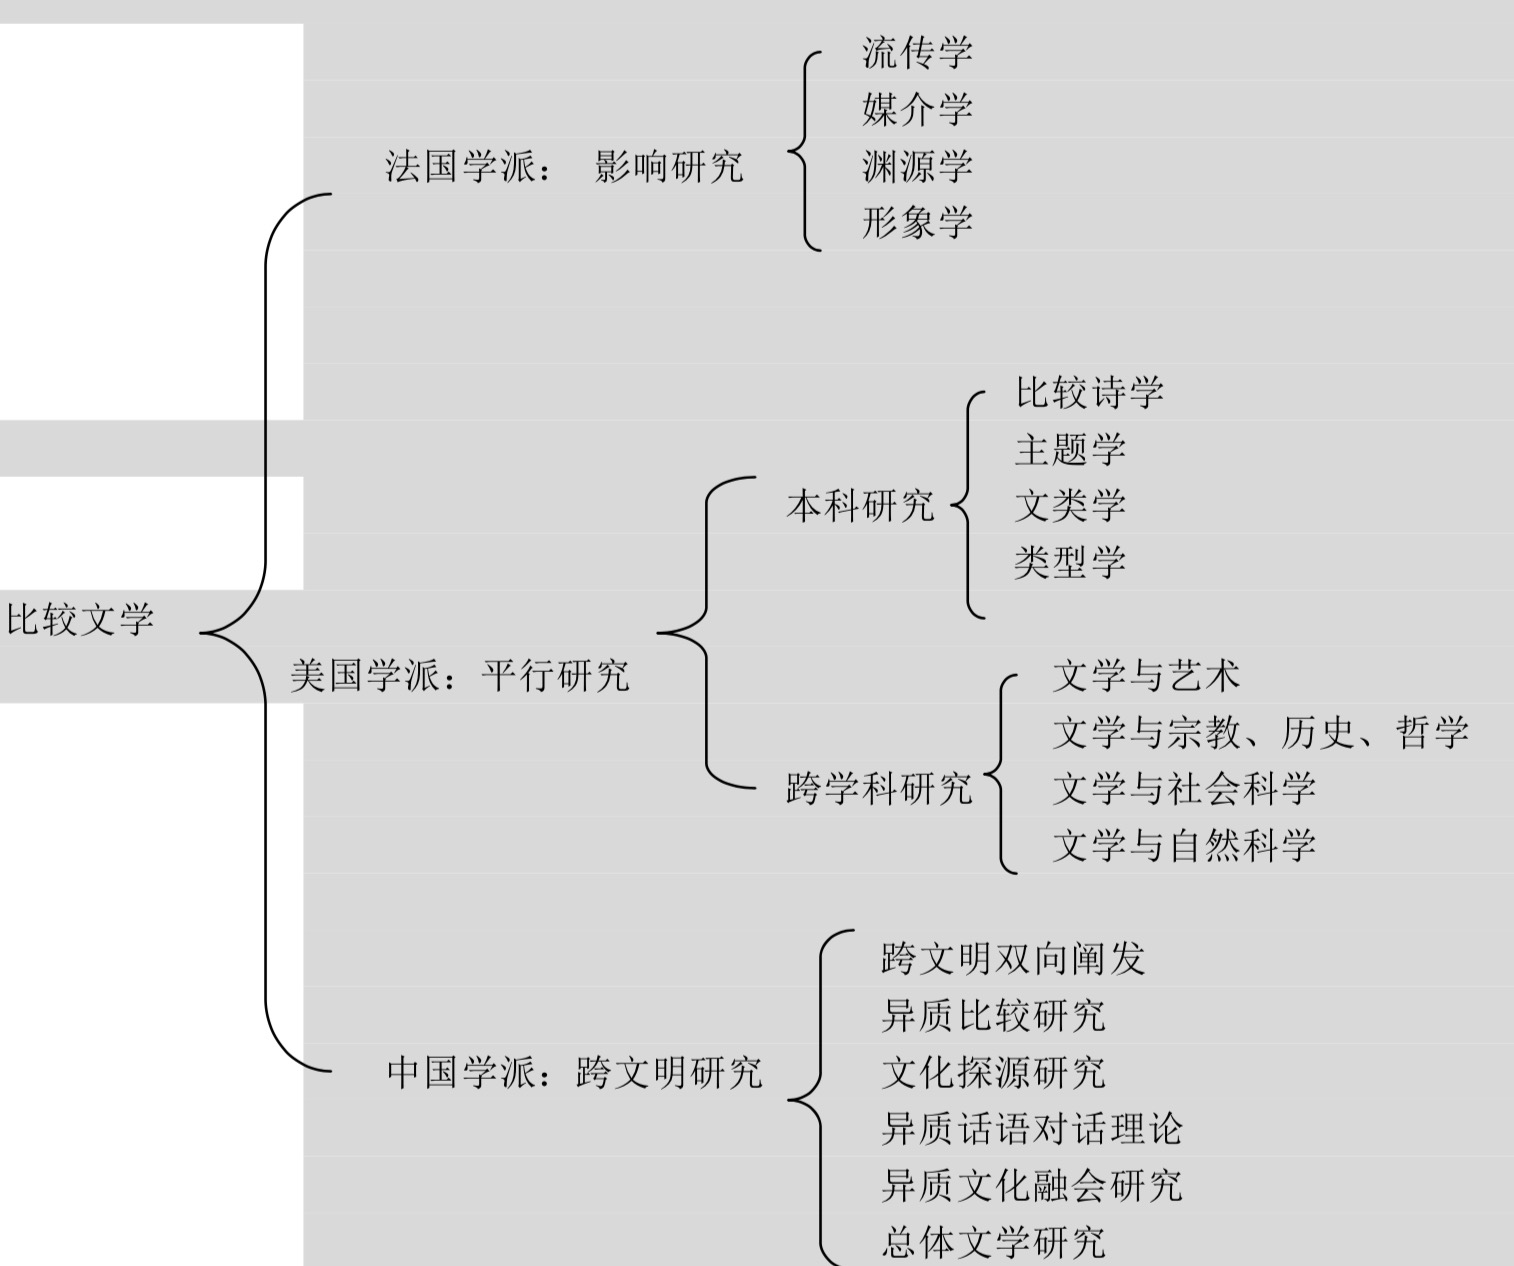 流传学
媒介学
法国学派： 影响研究
渊源学
形象学
比较诗学
主题学
本科研究
文类学
类型学
比较文学
美国学派：平行研究
文学与艺术
文学与宗教、历史、哲学
跨学科研究
文学与社会科学
文学与自然科学
跨文明双向阐发
异质比较研究
中国学派：跨文明研究
文化探源研究
异质话语对话理论
异质文化融会研究
总体文学研究